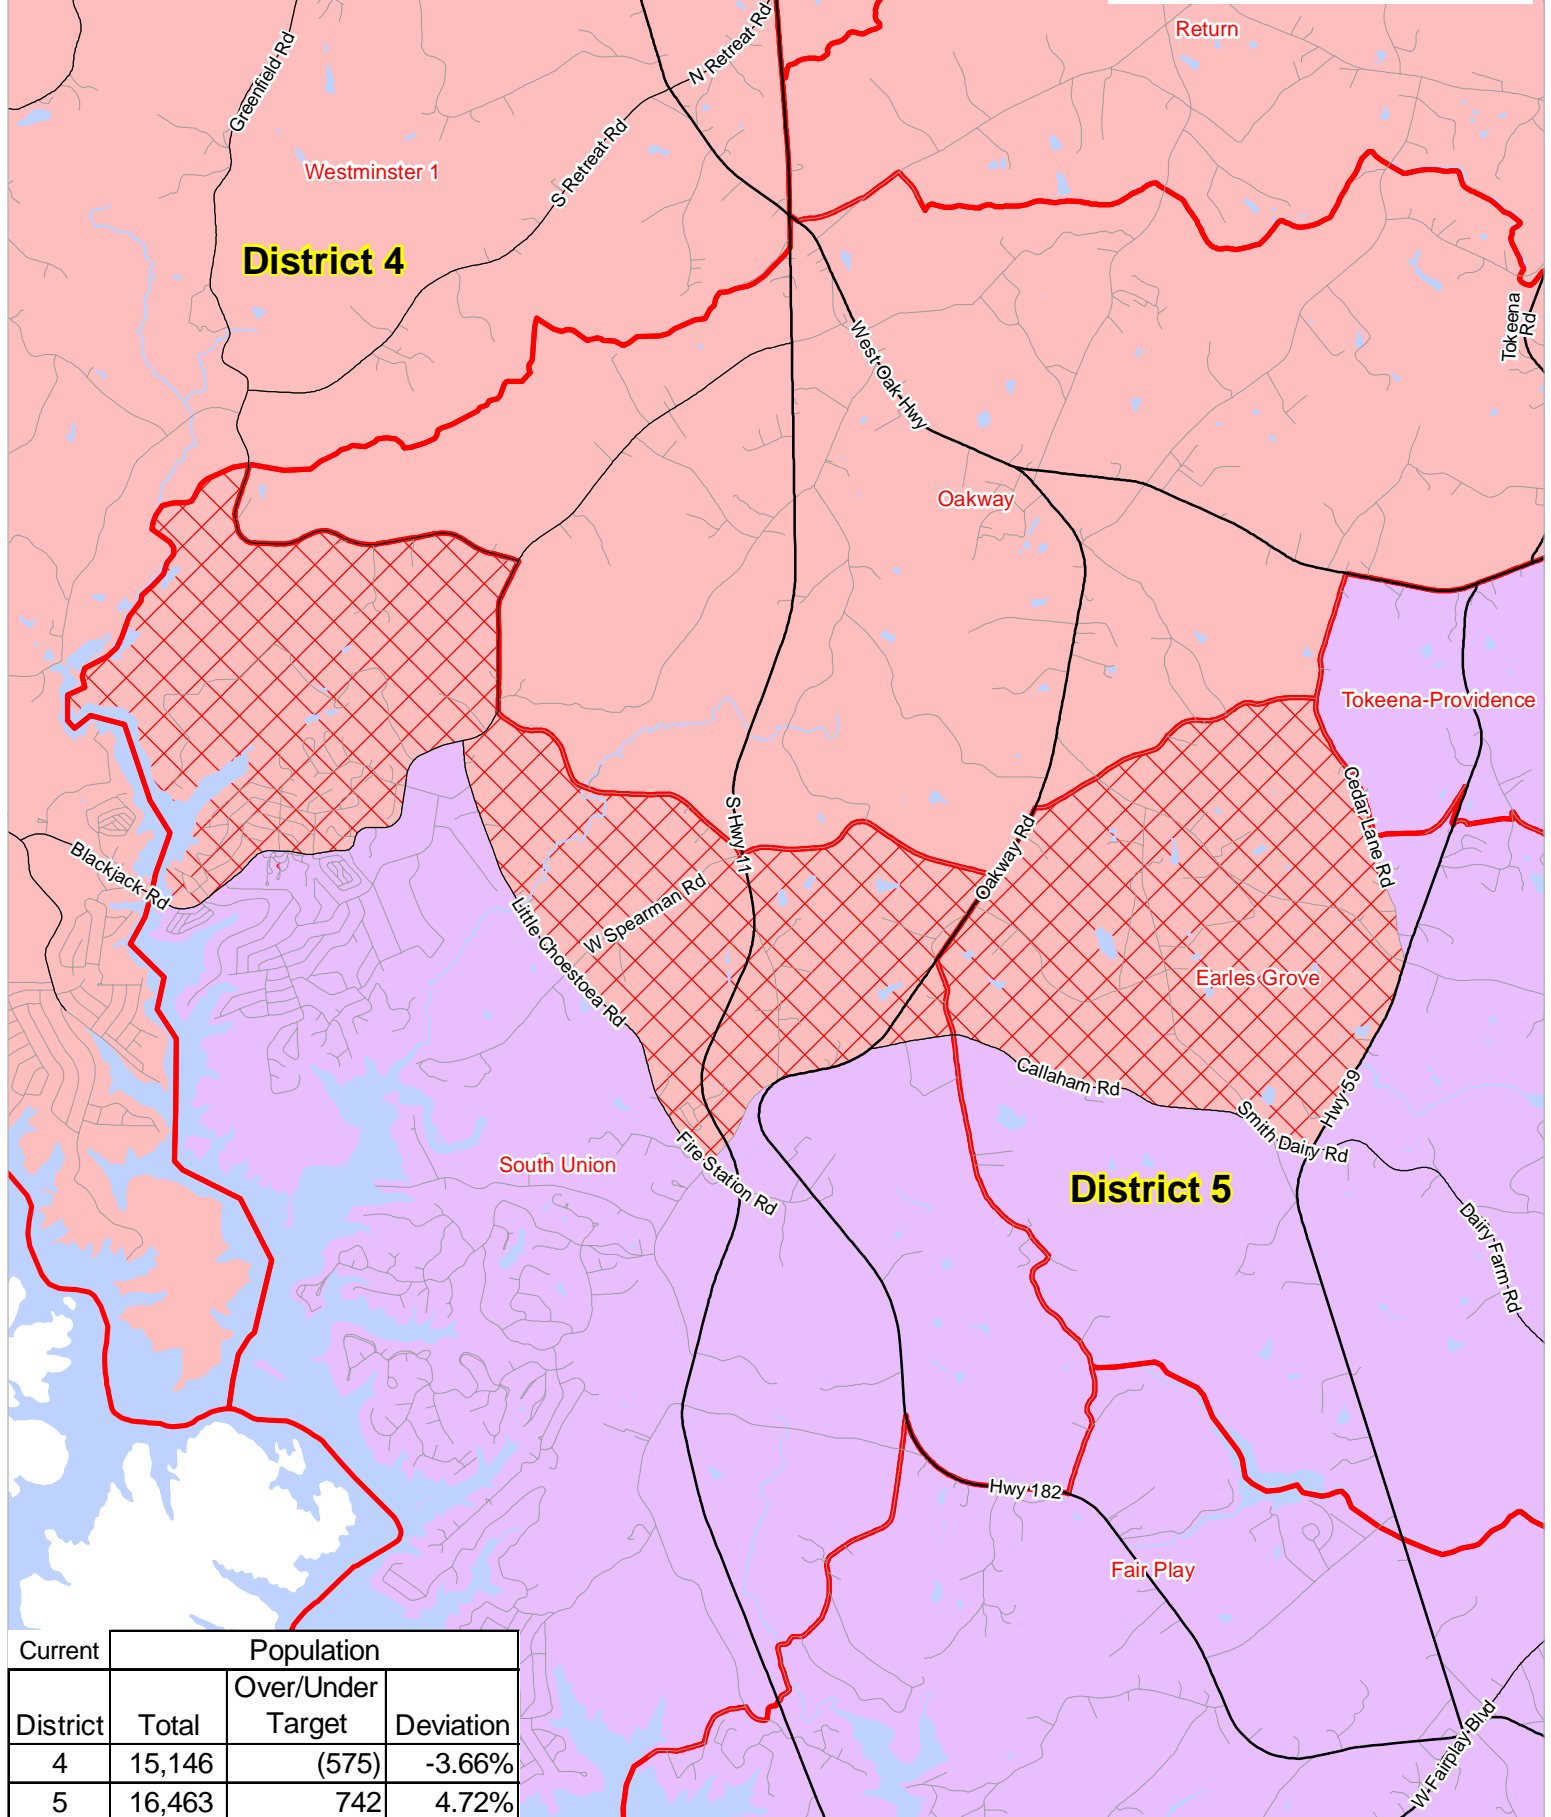 Return
Greenfield Rd
N Retreat Rd
S Retreat Rd
Westminster 1
District 4
Tokeena
Rd
West Oak Hwy
Oakway
Tokeena-Providence
Cedar Lane Rd
S Hwy 11
Oakway Rd
Blackjack Rd
W Spearman Rd
Little Choestoea Rd
Earles Grove
Callaham Rd
Hwy 59
Smith Dairy Rd
Fire Station Rd
South Union
District 5
Dairy Farm Rd
Hwy 182
Fair Play
W Fairplay Blvd
Current Population
Over/Under
District Total Target Deviation
4 15,146 (575) -3.66%
5 16,463 742 4.72%